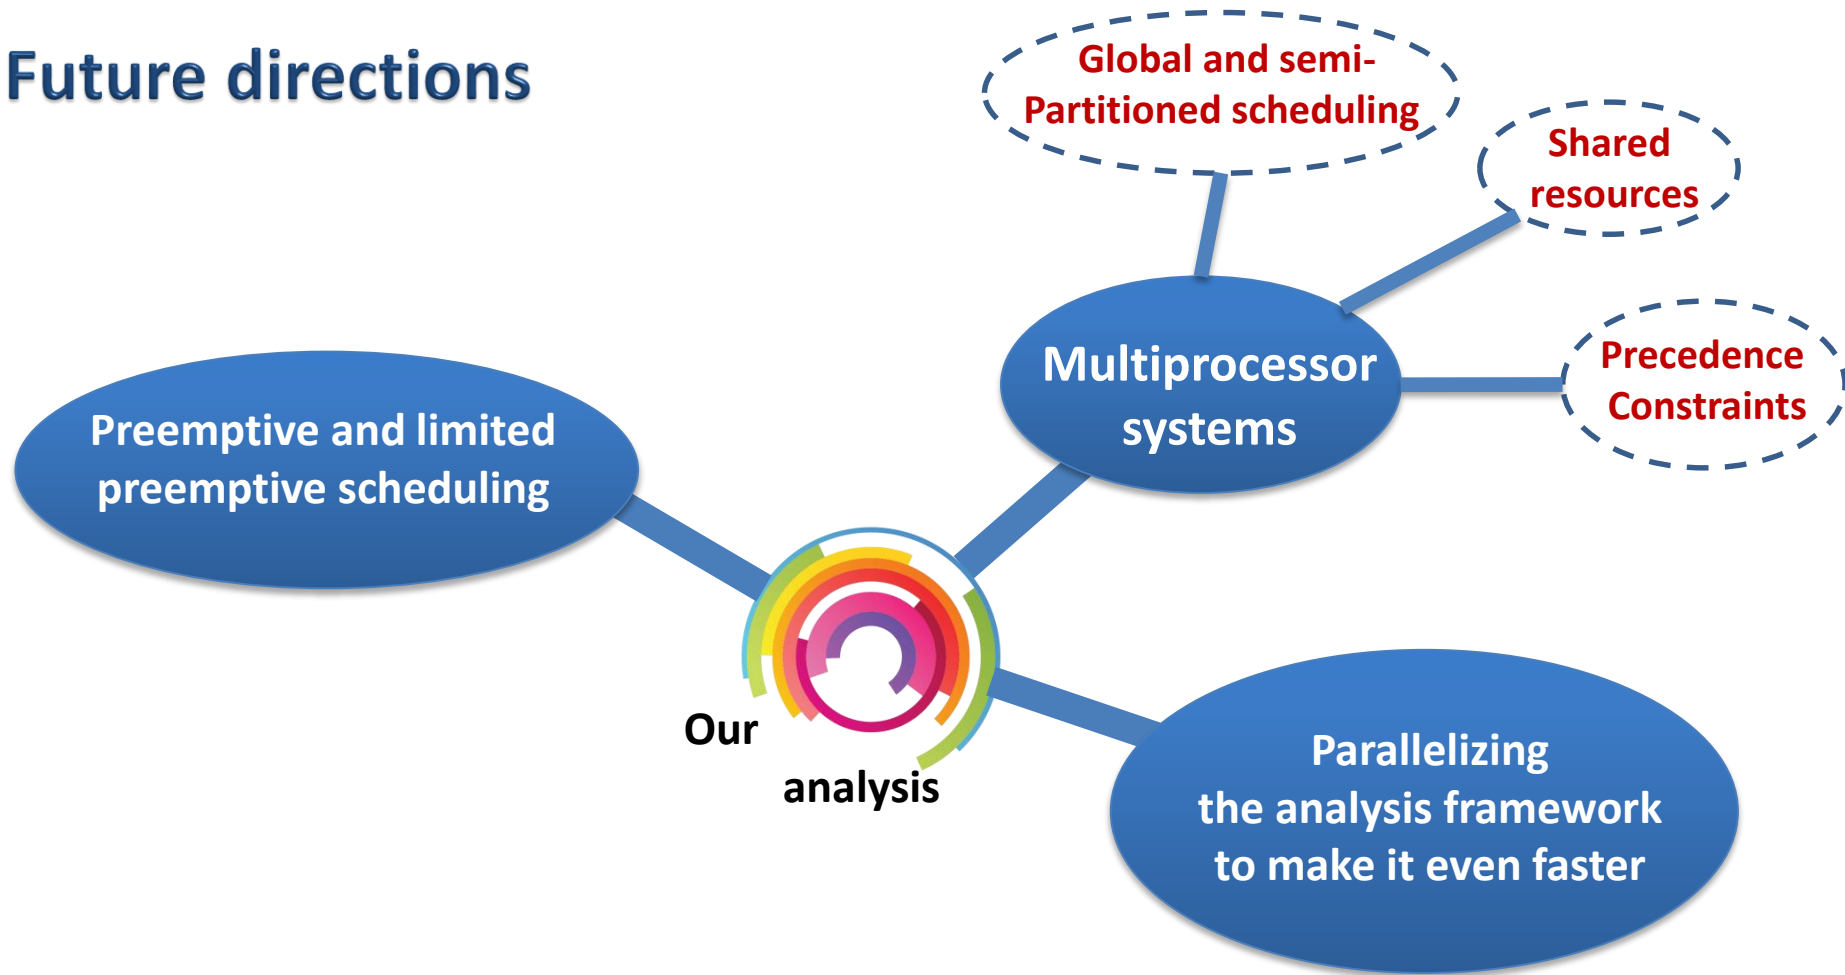 Future directions
Global and semi-
Partitioned scheduling
Shared
resources
Multiprocessor
systems
Precedence
Constraints
Preemptive and limited
preemptive scheduling
Our
analysis
Parallelizing
the analysis framework
to make it even faster